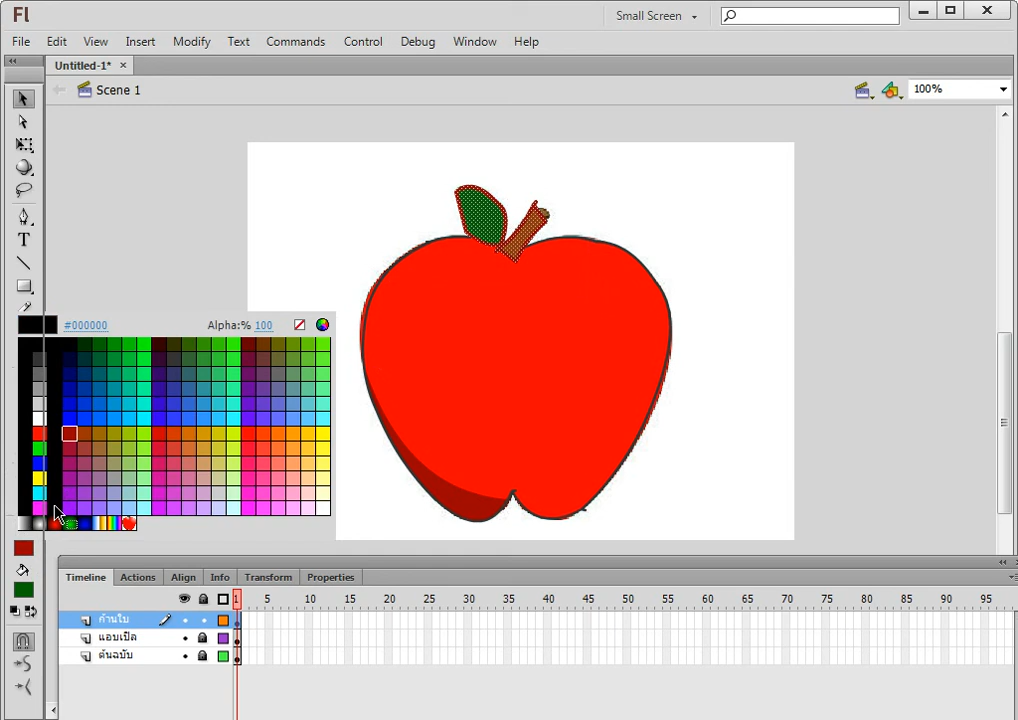 Fl
Small Screen
File Edit View Insert Modify Text Commands Control Debug Window Help
Untitled-1* ×
Scene 1
100%
T
#000000 Alpha:% 100
Timeline Actions Align Info Transform Properties
1 5 10 15 20 25 30 35 40 45 50 55 60 65 70 75 80 85 90 95
ก้านใบ
แอบเปิ้ล
ต้นฉบับ